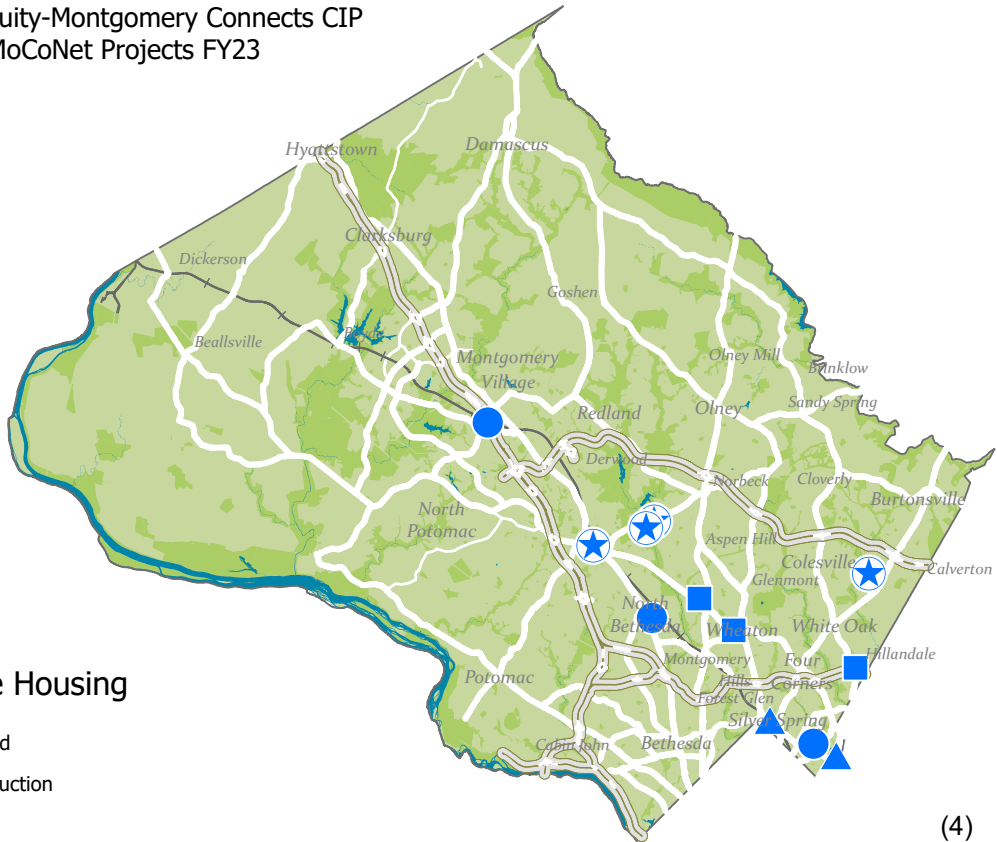 uity-Montgomery Connects CIP
MoCoNet Projects FY23
Hyattstown
Damascus
Clarksburg
Dickerson
Goshen
Beallsville
Montgomery
Village
Olney Mill
Brinklow
Sandy Spring
Redland
Olney
Derwood
Norbeck
Cloverly
Burtonsville
North
Potomac
Aspen Hill
Colesville
Calverton
Glenmont
North
Bethesda
Wheaton
White Oak
Hillandale
Montgomery
Hills
Four
Corners
Forest Glen
Potomac
Silver Spring
Cabin John
Bethesda
e Housing
d
uction
(4)